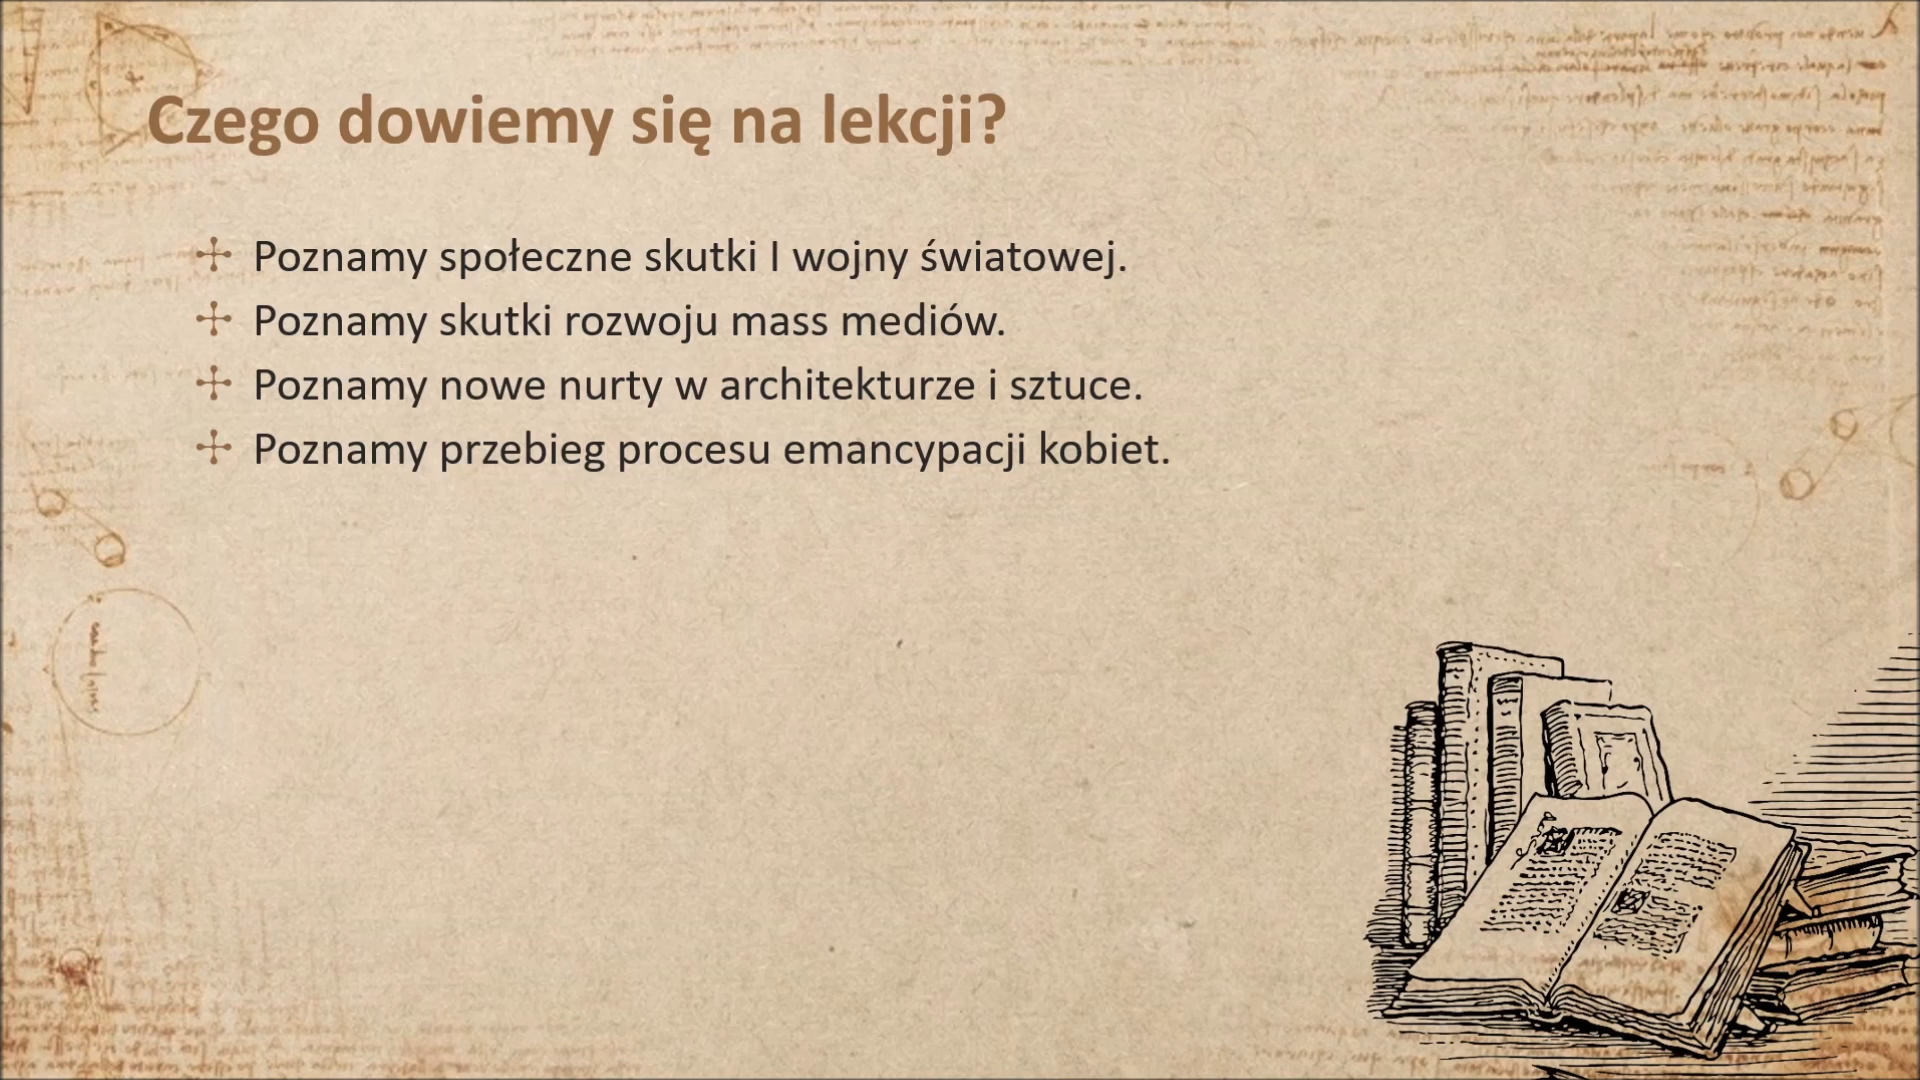 Czego dowiemy się na lekcji?
Poznamy społeczne skutki I wojny światowej.
Poznamy skutki rozwoju mass mediów.
Poznamy nowe nurty w architekturze i sztuce.
Poznamy przebieg procesu emancypacji kobiet.